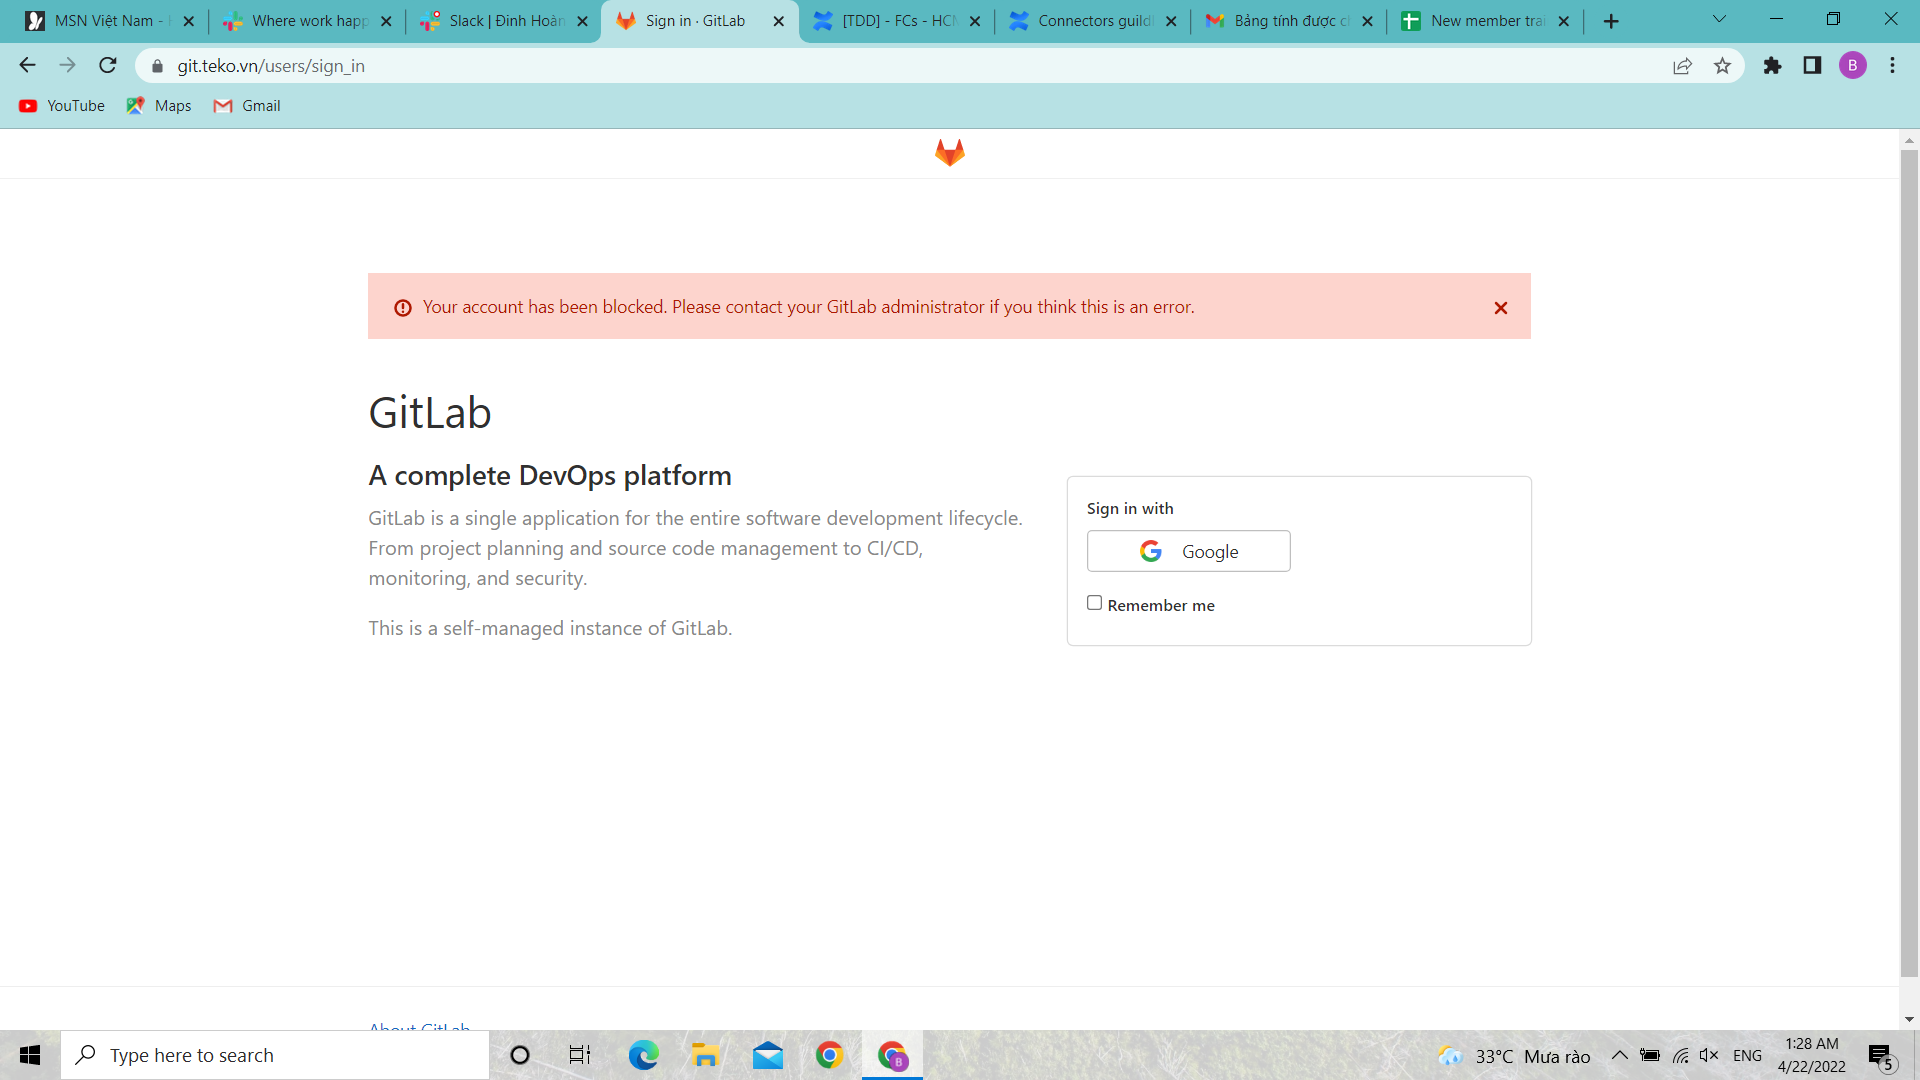 MSN Việt Nam -
Where work happ
Slack | Đinh Hoàn
Sign in · GitLab
[TDD] - FCs - HCM
Connectors guild
Bảng tính được c
New member trai
git.teko.vn/users/sign_in
B
YouTube
Maps
Gmail
Your account has been blocked. Please contact your GitLab administrator if you think this is an error.
GitLab
A complete DevOps platform
GitLab is a single application for the entire software development lifecycle.
From project planning and source code management to CI/CD,
monitoring, and security.
This is a self-managed instance of GitLab.
Sign in with
Google
Remember me
About GitLab
Type here to search
B
33°C Mưa rào
ENG
1:28 AM
4/22/2022
5